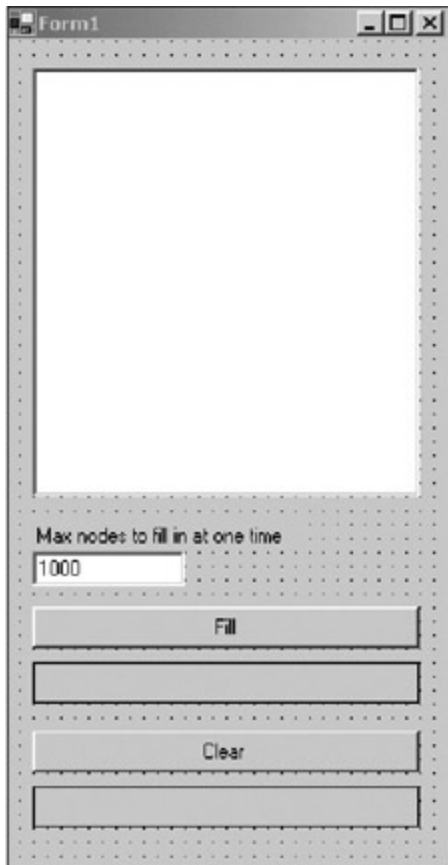 Form1
Max nodes to fill in at one time
1000
Fill
Clear